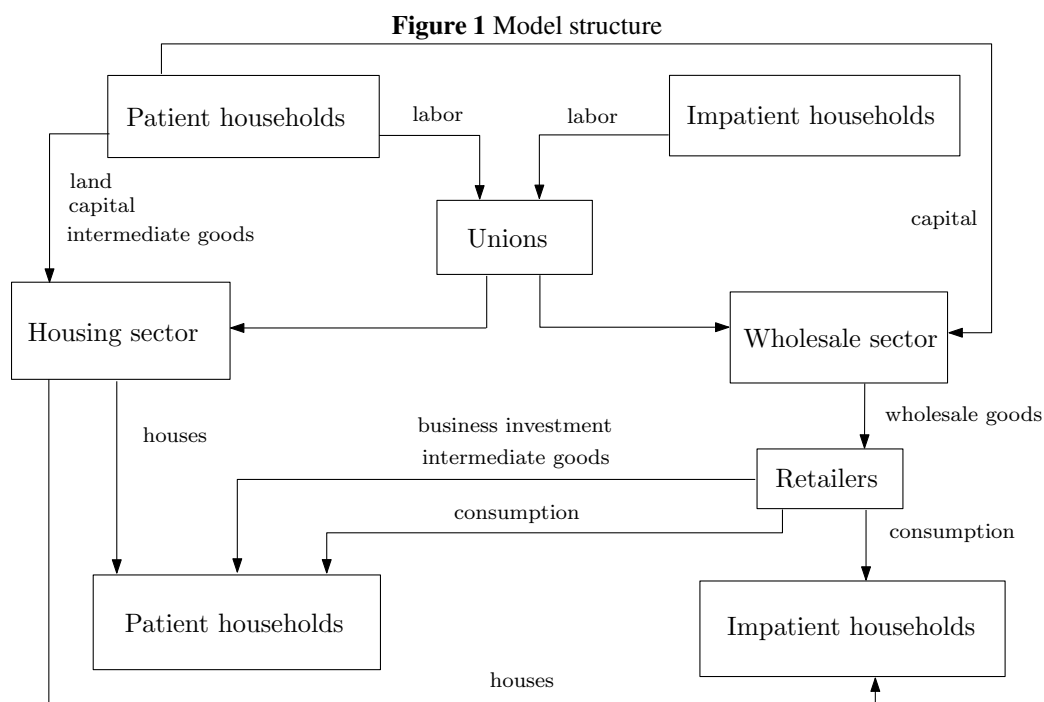 Figure 1 Model structure
Patient households
labor
labor
Impatient households
land
capital
intermediate goods
capital
Unions
Housing sector
Wholesale sector
wholesale goods
houses
business investment
intermediate goods
Retailers
consumption
consumption
Patient households
Impatient households
houses